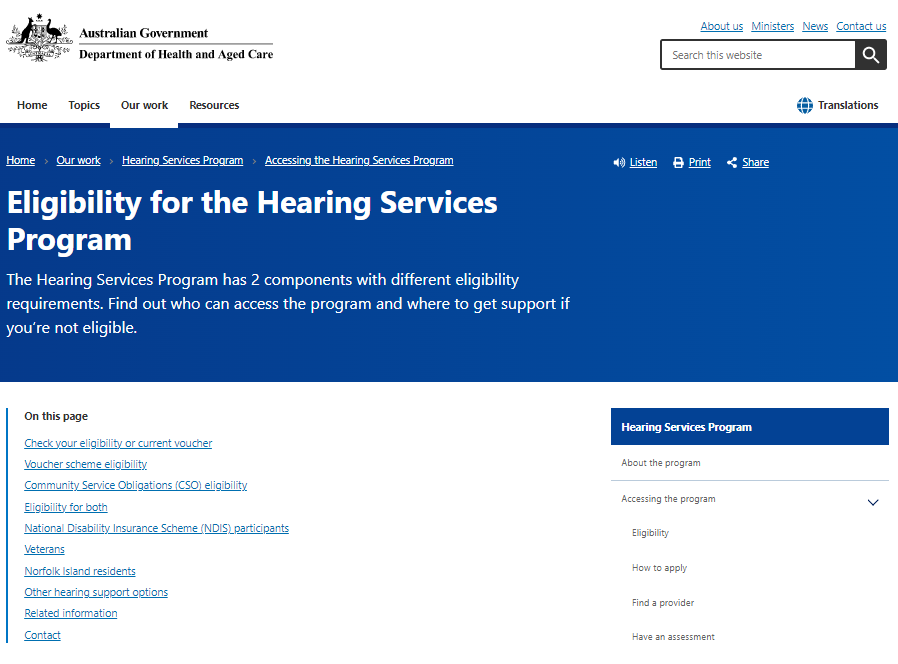 Australian Government
Department of Health and Aged Care
About us Ministers News Contact us
Search this website
Home Topics Our work Resources
Translations
Home › Our work › Hearing Services Program › Accessing the Hearing Services Program
Listen Print Share
Eligibility for the Hearing Services
Program
The Hearing Services Program has 2 components with different eligibility
requirements. Find out who can access the program and where to get support if
you’re not eligible.
On this page
Check your eligibility or current voucher
Voucher scheme eligibility
Community Service Obligations (CSO) eligibility
Eligibility for both
National Disability Insurance Scheme (NDIS) participants
Veterans
Norfolk Island residents
Other hearing support options
Related information
Contact
Hearing Services Program
About the program
Accessing the program
Eligibility
How to apply
Find a provider
Have an assessment